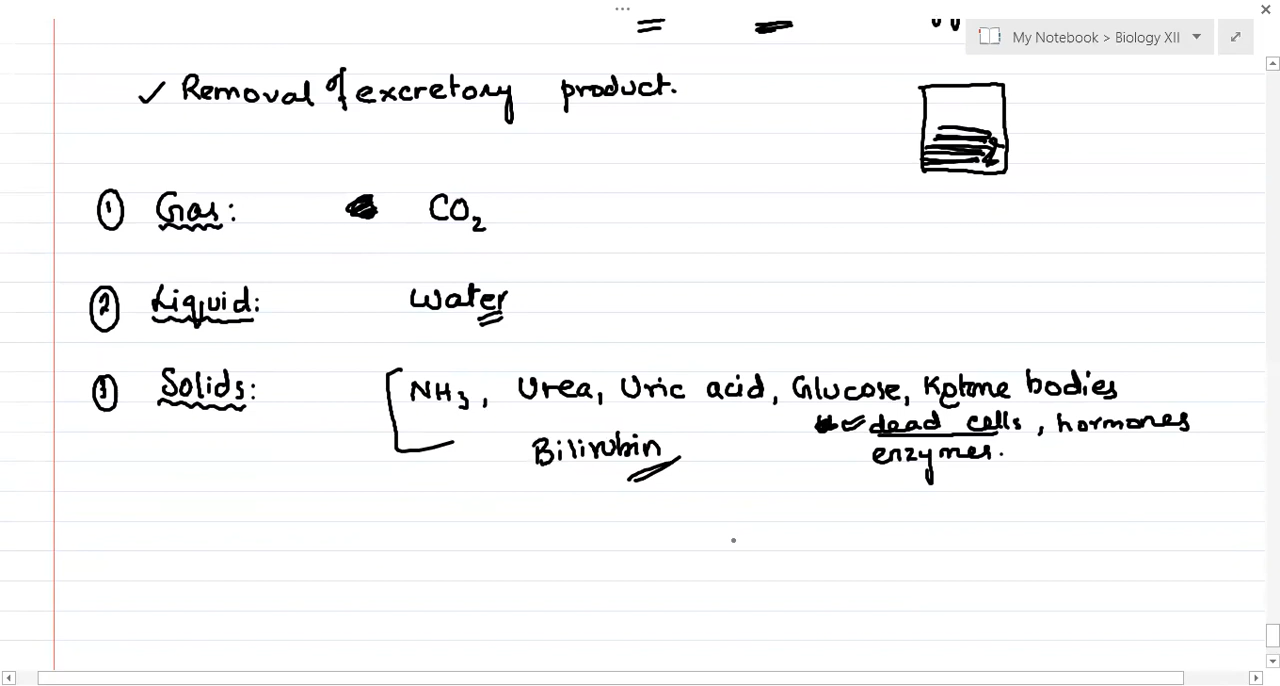 My Notebook > Biology XII
✓ Removal of excretory product.
① Gas: CO2
② Liquid: Water
③ Solids: NH3, Urea, Uric acid, Glucose, Ketone bodies
dead cells, hormones
Bilirubin enzymes.